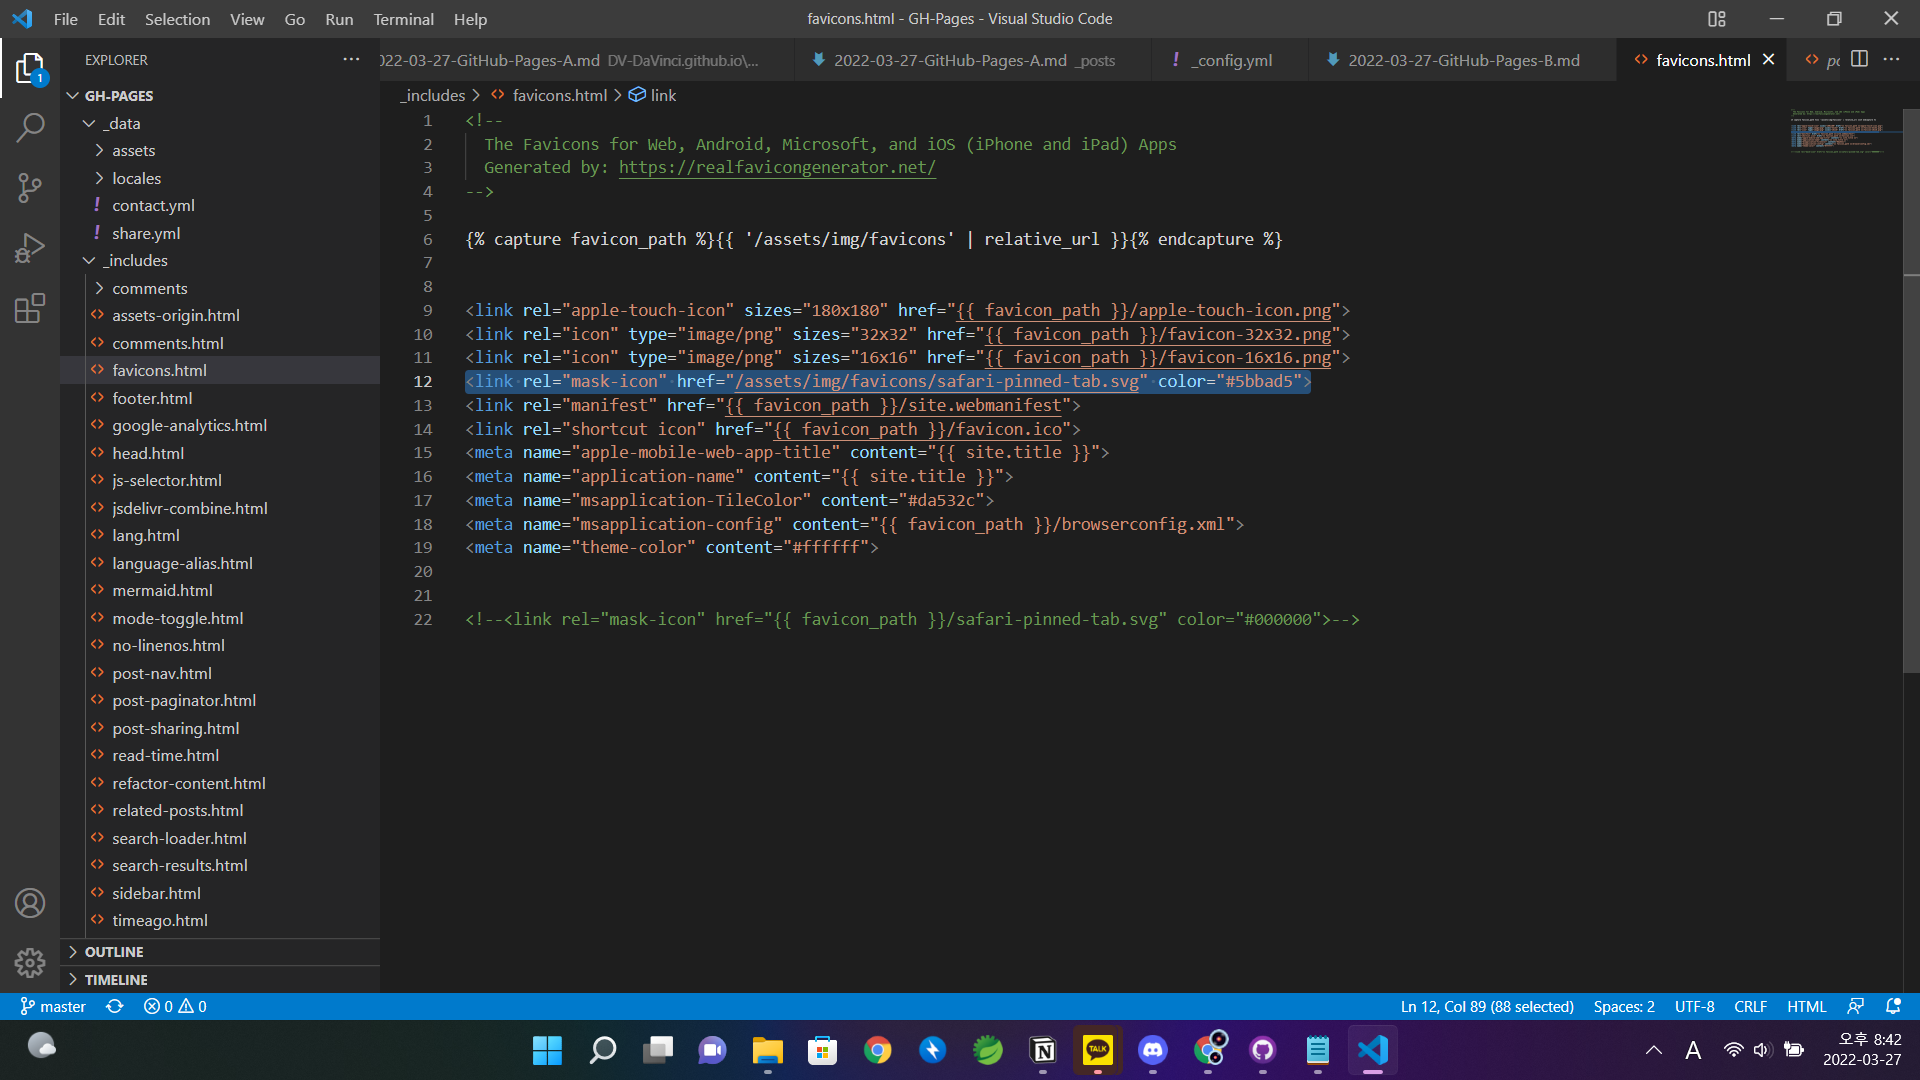 File Edit Selection View Go Run Terminal Help
favicons.html - GH-Pages - Visual Studio Code
EXPLORER
2022-03-27-GitHub-Pages-A.md DV-DaVinci.github.io\...
2022-03-27-GitHub-Pages-A.md _posts
! _config.yml
2022-03-27-GitHub-Pages-B.md
favicons.html
_includes > favicons.html > link
GH-PAGES
_data
assets
locales
! contact.yml
! share.yml
_includes
comments
assets-origin.html
comments.html
favicons.html
footer.html
google-analytics.html
head.html
js-selector.html
jsdelivr-combine.html
lang.html
language-alias.html
mermaid.html
mode-toggle.html
no-linenos.html
post-nav.html
post-paginator.html
post-sharing.html
read-time.html
refactor-content.html
related-posts.html
search-loader.html
search-results.html
sidebar.html
timeago.html
OUTLINE
TIMELINE
1 <!--
2 The Favicons for Web, Android, Microsoft, and iOS (iPhone and iPad) Apps
3 Generated by: https://realfavicongenerator.net/
4 -->
5
6 {% capture favicon_path %}{{ '/assets/img/favicons' | relative_url }}{% endcapture %}
7
8
9 <link rel="apple-touch-icon" sizes="180x180" href="{{ favicon_path }}/apple-touch-icon.png">
10 <link rel="icon" type="image/png" sizes="32x32" href="{{ favicon_path }}/favicon-32x32.png">
11 <link rel="icon" type="image/png" sizes="16x16" href="{{ favicon_path }}/favicon-16x16.png">
12 <link rel="mask-icon" href="/assets/img/favicons/safari-pinned-tab.svg" color="#5bbad5">
13 <link rel="manifest" href="{{ favicon_path }}/site.webmanifest">
14 <link rel="shortcut icon" href="{{ favicon_path }}/favicon.ico">
15 <meta name="apple-mobile-web-app-title" content="{{ site.title }}">
16 <meta name="application-name" content="{{ site.title }}">
17 <meta name="msapplication-TileColor" content="#da532c">
18 <meta name="msapplication-config" content="{{ favicon_path }}/browserconfig.xml">
19 <meta name="theme-color" content="#ffffff">
20
21
22 <!--<link rel="mask-icon" href="{{ favicon_path }}/safari-pinned-tab.svg" color="#000000">-->
master 0 0
Ln 12, Col 89 (88 selected) Spaces: 2 UTF-8 CRLF HTML
TALK
A
오후 8:42
2022-03-27